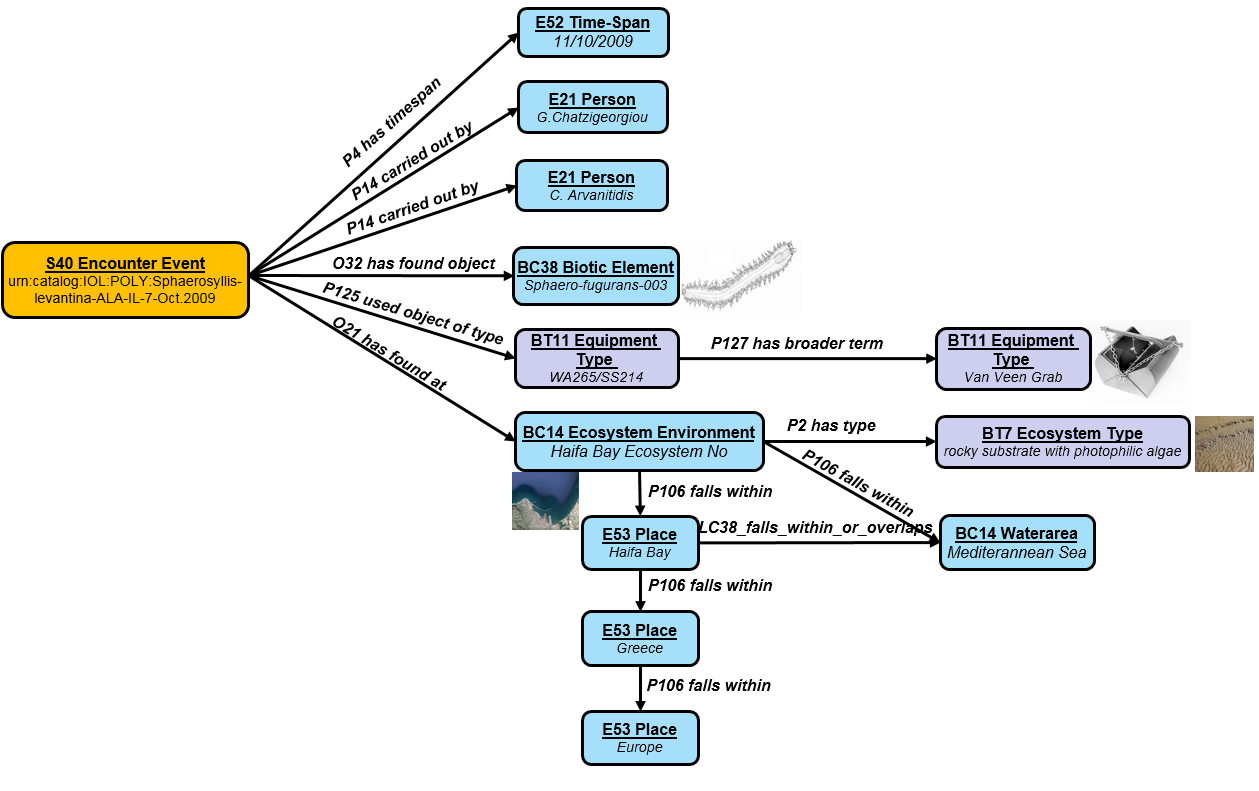 E52 Time-Span
11/10/2009
P4 has timespan
E21 Person
G.Chatzigeorgiou
P14 carried out by
E21 Person
C. Arvanitidis
P14 carried out by
S40 Encounter Event
urn:catalog:IOL:POLY:Sphaerosyllis-
levantina-ALA-IL-7-Oct.2009
O32 has found object
BC38 Biotic Element
Sphaero-fugurans-003
P125 used object of type
BT11 Equipment
Type
WA265/SS214
P127 has broader term
BT11 Equipment
Type
Van Veen Grab
O21 has found at
BC14 Ecosystem Environment
Haifa Bay Ecosystem No
P2 has type
BT7 Ecosystem Type
rocky substrate with photophilic algae
P106 falls within
P106 falls within
E53 Place
Haifa Bay
LC38_falls_within_or_overlaps
BC14 Waterarea
Mediterannean Sea
P106 falls within
E53 Place
Greece
P106 falls within
E53 Place
Europe